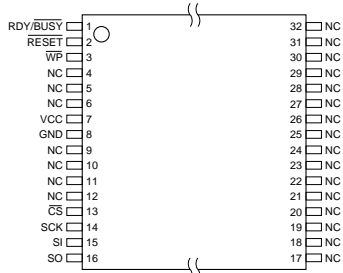 RDY/BUSY 1 32 NC
RESET 2 31 NC
WP 3 30 NC
NC 4 29 NC
NC 5 28 NC
NC 6 27 NC
VCC 7 26 NC
GND 8 25 NC
NC 9 24 NC
NC 10 23 NC
NC 11 22 NC
NC 12 21 NC
CS 13 20 NC
SCK 14 19 NC
SI 15 18 NC
SO 16 17 NC